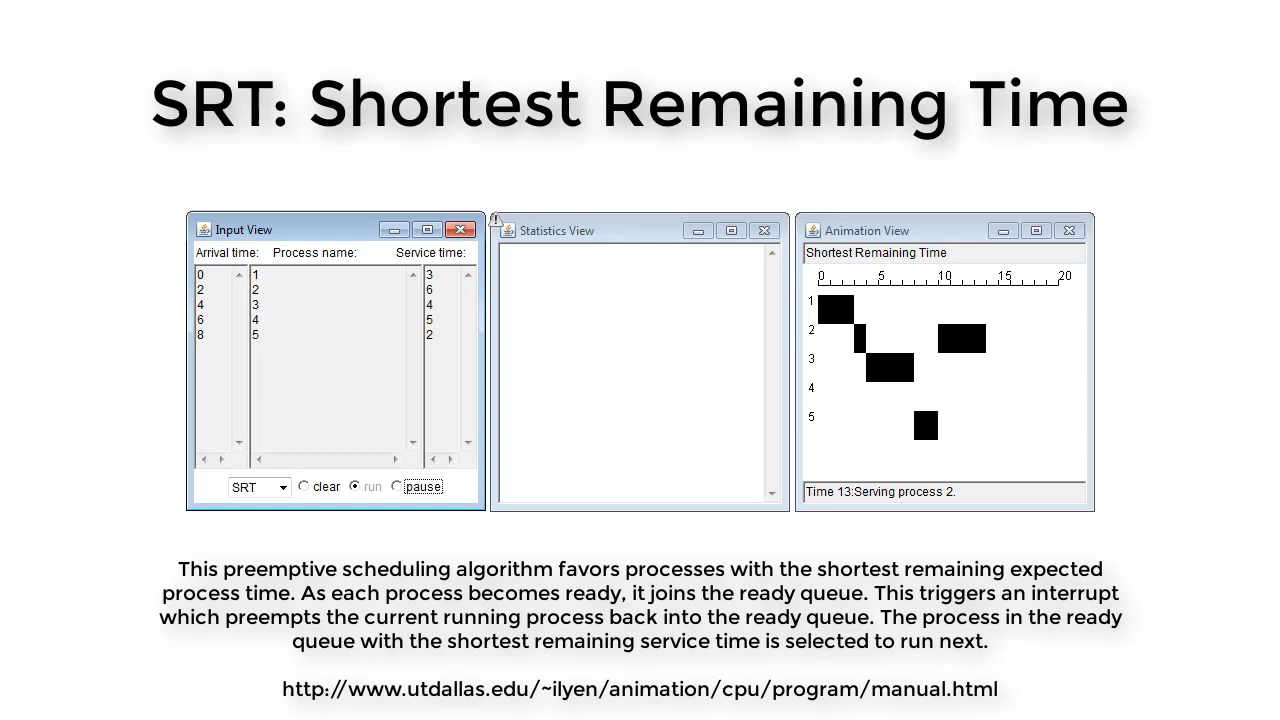 SRT: Shortest Remaining Time
Input View
Arrival time: Process name: Service time:
0 1 3
2 2 6
4 3 4
6 4 5
8 5 2
SRT clear run pause
Statistics View
Animation View
Shortest Remaining Time
0 5 10 15 20
1
2
3
4
5
Time 13:Serving process 2.
This preemptive scheduling algorithm favors processes with the shortest remaining expected
process time. As each process becomes ready, it joins the ready queue. This triggers an interrupt
which preempts the current running process back into the ready queue. The process in the ready
queue with the shortest remaining service time is selected to run next.
http://www.utdallas.edu/~ilyen/animation/cpu/program/manual.html